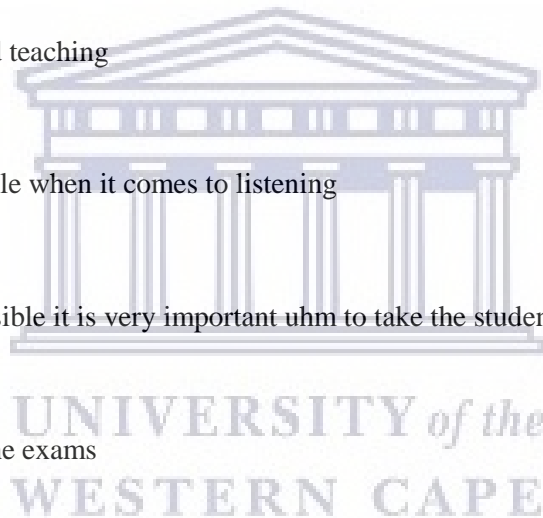 teaching
le when it comes to listening
sible it is very important uhm to take the studen
UNIVERSITY of the
exams
WESTERN CAPE